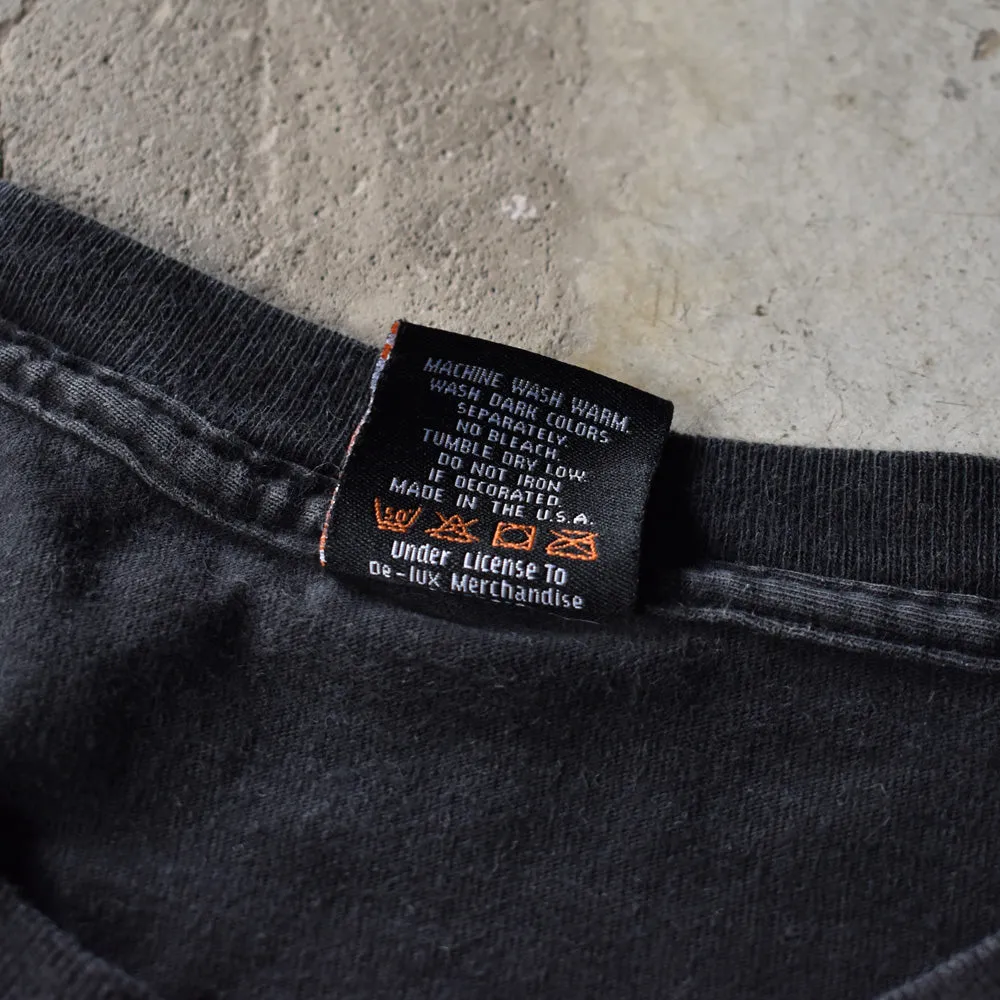 MACHINE WASH WARM.
WASH DARK COLORS
SEPARATELY
NO BLEACH.
TUMBLE DRY LOW.
DO NOT IRON
IF DECORATED.
MADE IN THE U.S.A.
50°
Under License To
De-lux Merchandise